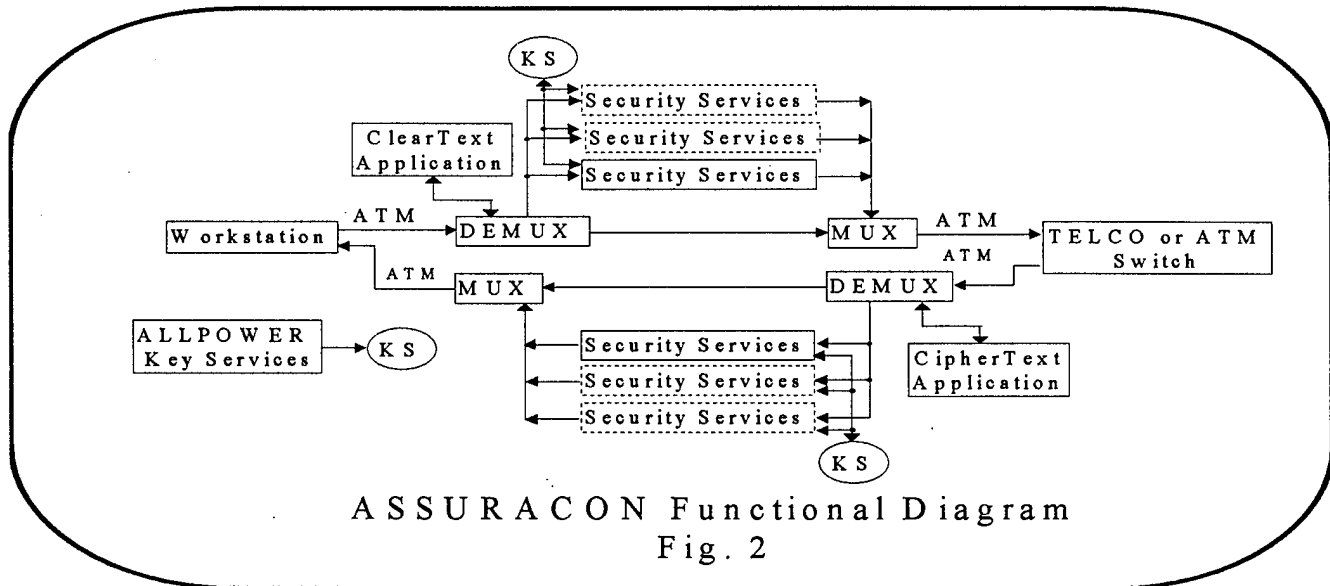 KS
Security Services
ClearText
Application
Security Services
Security Services
ATM
Workstation
DEMUX
MUX
ATM
TELCO or ATM
Switch
ATM
ATM
MUX
DEMUX
ALLPOWER
Key Services
KS
Security Services
CipherText
Application
Security Services
Security Services
KS
ASSURACON Functional Diagram
Fig. 2